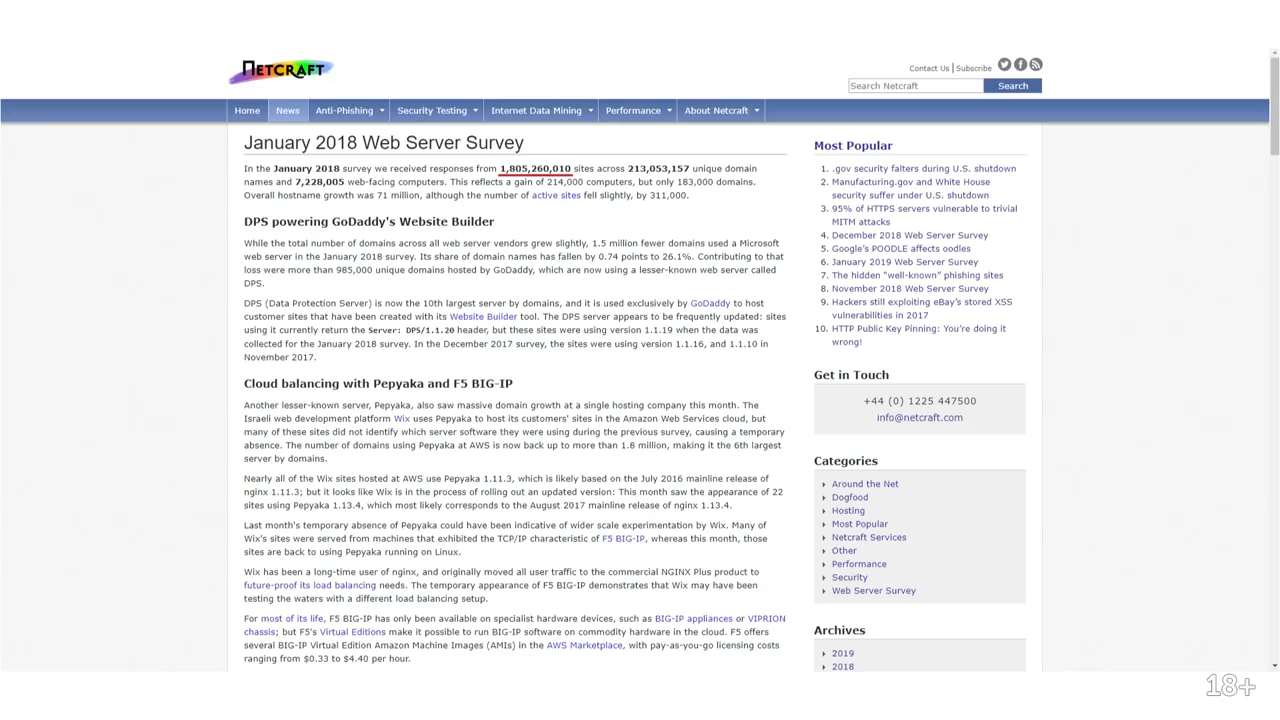 NETCRAFT
Contact Us | Subscribe
Search Netcraft
Search
Home
News
Anti-Phishing
Security Testing
Internet Data Mining
Performance
About Netcraft
January 2018 Web Server Survey
In the January 2018 survey we received responses from 1,805,260,010 sites across 213,053,157 unique domain
names and 7,228,005 web-facing computers. This reflects a gain of 214,000 computers, but only 183,000 domains.
Overall hostname growth was 71 million, although the number of active sites fell slightly, by 311,000.
DPS powering GoDaddy's Website Builder
While the total number of domains across all web server vendors grew slightly, 1.5 million fewer domains used a Microsoft
web server in the January 2018 survey. Its share of domain names has fallen by 0.74 points to 26.1%. Contributing to that
loss were more than 985,000 unique domains hosted by GoDaddy, which are now using a lesser-known web server called
DPS.
DPS (Data Protection Server) is now the 10th largest server by domains, and it is used exclusively by GoDaddy to host
customer sites that have been created with its Website Builder tool. The DPS server appears to be frequently updated: sites
using it currently return the Server: DPS/1.1.20 header, but these sites were using version 1.1.19 when the data was
collected for the January 2018 survey. In the December 2017 survey, the sites were using version 1.1.16, and 1.1.10 in
November 2017.
Cloud balancing with Pepyaka and F5 BIG-IP
Another lesser-known server, Pepyaka, also saw massive domain growth at a single hosting company this month. The
Israeli web development platform Wix uses Pepyaka to host its customers' sites in the Amazon Web Services cloud, but
many of these sites did not identify which server software they were using during the previous survey, causing a temporary
absence. The number of domains using Pepyaka at AWS is now back up to more than 1.8 million, making it the 6th largest
server by domains.
Nearly all of the Wix sites hosted at AWS use Pepyaka 1.11.3, which is likely based on the July 2016 mainline release of
nginx 1.11.3; but it looks like Wix is in the process of rolling out an updated version: This month saw the appearance of 22
sites using Pepyaka 1.13.4, which most likely corresponds to the August 2017 mainline release of nginx 1.13.4.
Last month's temporary absence of Pepyaka could have been indicative of wider scale experimentation by Wix. Many of
Wix's sites were served from machines that exhibited the TCP/IP characteristic of F5 BIG-IP, whereas this month, those
sites are back to using Pepyaka running on Linux.
Wix has been a long-time user of nginx, and originally moved all user traffic to the commercial NGINX Plus product to
future-proof its load balancing needs. The temporary appearance of F5 BIG-IP demonstrates that Wix may have been
testing the waters with a different load balancing setup.
For most of its life, F5 BIG-IP has only been available on specialist hardware devices, such as BIG-IP appliances or VIPRION
chassis; but F5's Virtual Editions make it possible to run BIG-IP software on commodity hardware in the cloud. F5 offers
several BIG-IP Virtual Edition Amazon Machine Images (AMIs) in the AWS Marketplace, with pay-as-you-go licensing costs
ranging from $0.33 to $4.40 per hour.
Most Popular
1. .gov security falters during U.S. shutdown
2. Manufacturing.gov and White House
security suffer under U.S. shutdown
3. 95% of HTTPS servers vulnerable to trivial
MITM attacks
4. December 2018 Web Server Survey
5. Google's POODLE affects oodles
6. January 2019 Web Server Survey
7. The hidden "well-known" phishing sites
8. November 2018 Web Server Survey
9. Hackers still exploiting eBay's stored XSS
vulnerabilities in 2017
10. HTTP Public Key Pinning: You're doing it
wrong!
Get in Touch
+44 (0) 1225 447500
info@netcraft.com
Categories
Around the Net
Dogfood
Hosting
Most Popular
Netcraft Services
Other
Performance
Security
Web Server Survey
Archives
2019
2018
18+